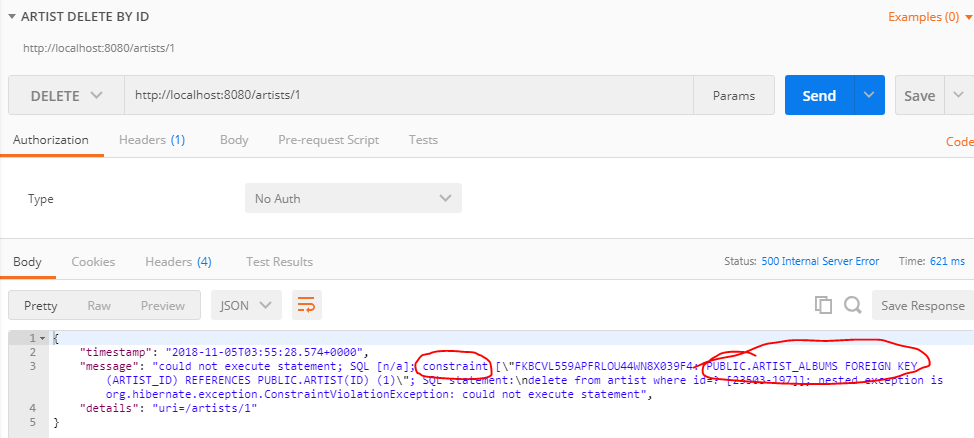 ARTIST DELETE BY ID
Examples (0)
http://localhost:8080/artists/1
DELETE http://localhost:8080/artists/1 Params Send Save
Authorization Headers (1) Body Pre-request Script Tests Code
Type No Auth
Body Cookies Headers (4) Test Results Status: 500 Internal Server Error Time: 621 ms
Pretty Raw Preview JSON Save Response
1 {
2 "timestamp": "2018-11-05T03:55:28.574+0000",
3 "message": "could not execute statement; SQL [n/a]; constraint [\"FKBCVL559APFRLOU44WN8X039F4: PUBLIC.ARTIST_ALBUMS FOREIGN KEY
(ARTIST_ID) REFERENCES PUBLIC.ARTIST(ID) (1)\"; SQL statement:\ndelete from artist where id=? [23503-197]]; nested exception is
org.hibernate.exception.ConstraintViolationException: could not execute statement",
4 "details": "uri=/artists/1"
5 }